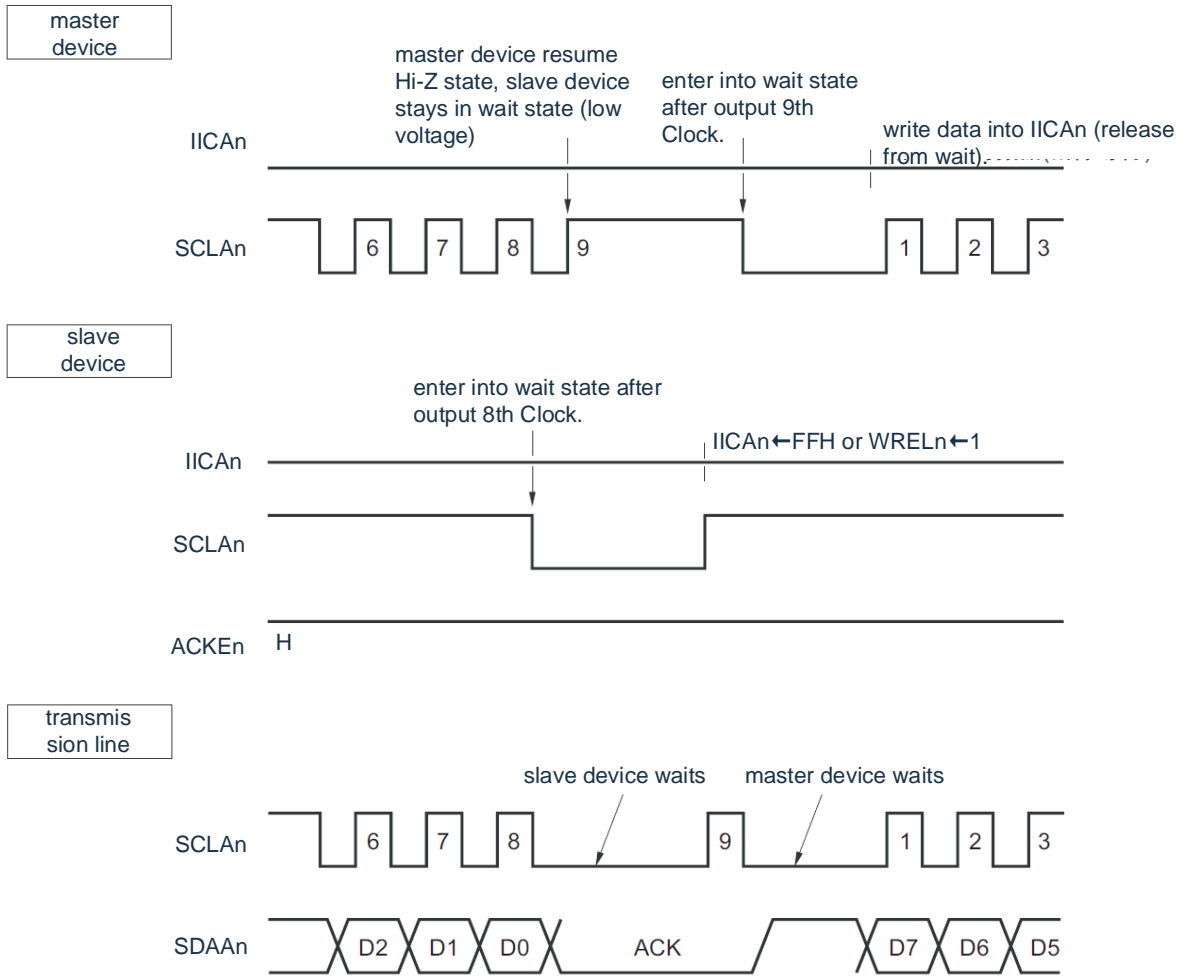 master
device
master device resume
Hi-Z state, slave device
stays in wait state (low
voltage)
enter into wait state
after output 9th
Clock.
write data into IICAn (release
from wait).
IICAn
SCLAn
6 7 8 9 1 2 3
slave
device
enter into wait state after
output 8th Clock.
IICAn←FFH or WRELn←1
IICAn
SCLAn
ACKEn H
transmis
sion line
slave device waits master device waits
SCLAn
6 7 8 9 1 2 3
SDAAn D2 D1 D0 ACK D7 D6 D5